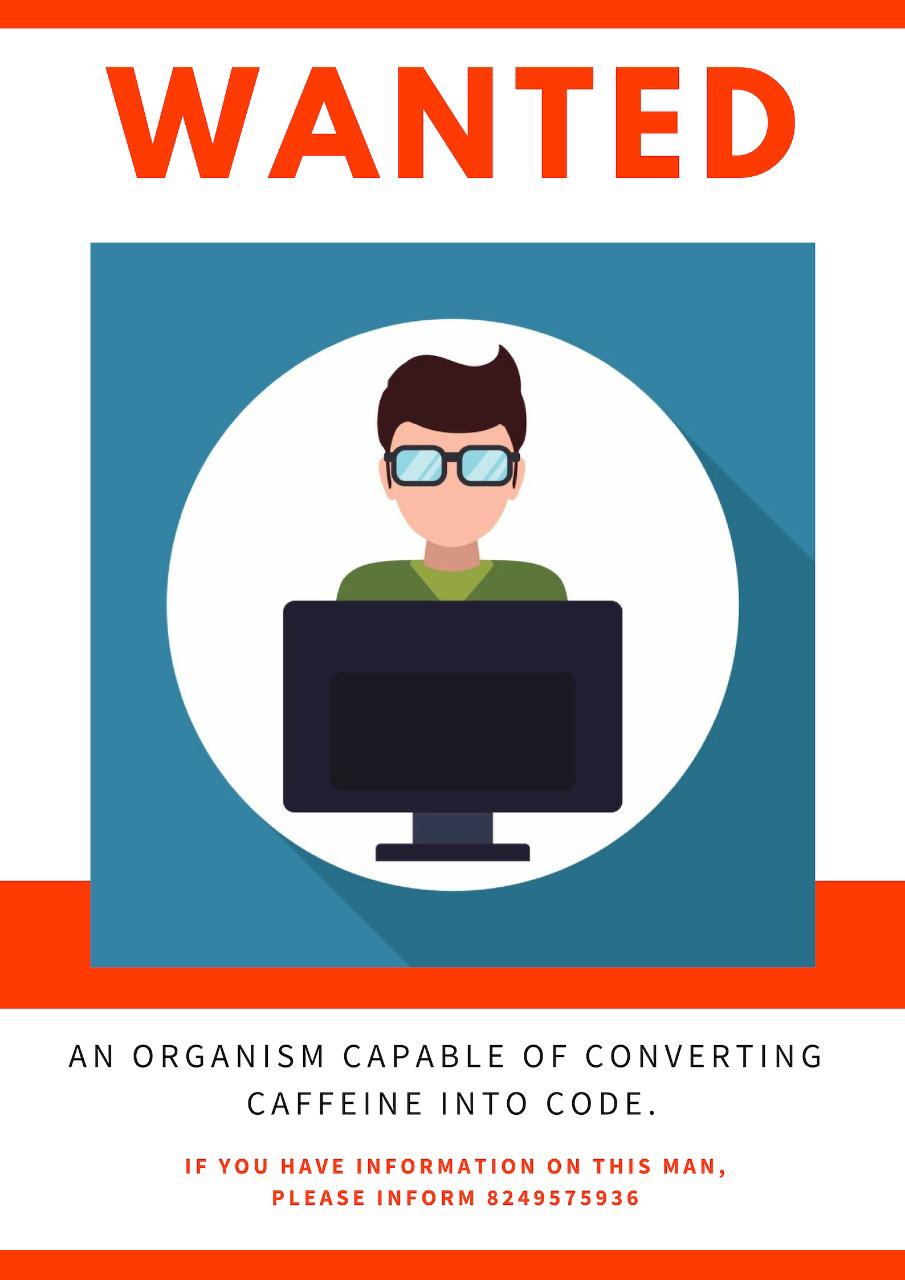 WANTED
AN ORGANISM CAPABLE OF CONVERTING
CAFFEINE INTO CODE.
IF YOU HAVE INFORMATION ON THIS MAN,
PLEASE INFORM 8249575936